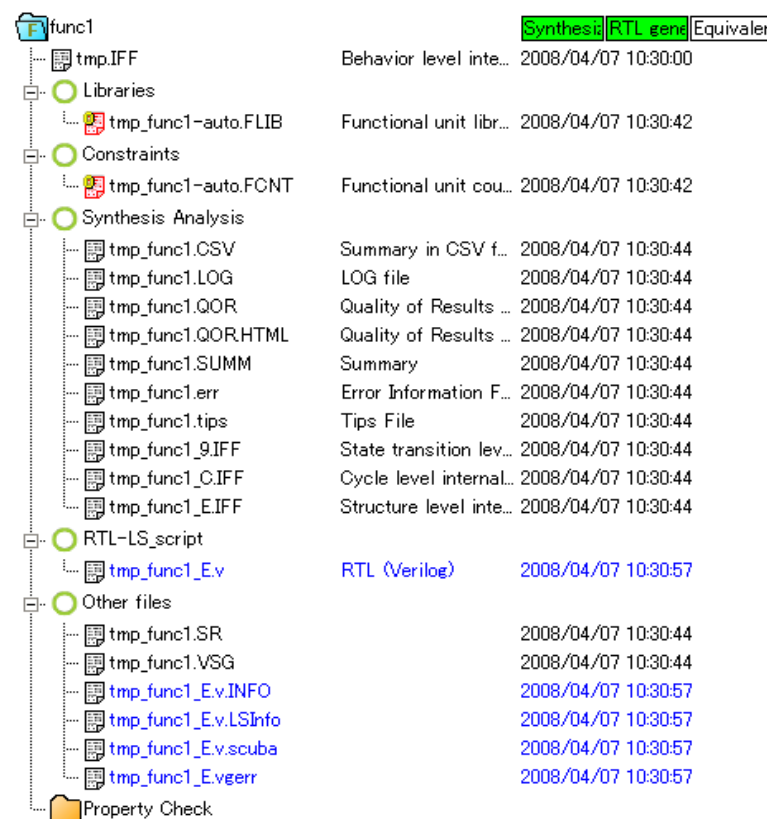 func1 Synthesi: RTL gene Equivaler
tmp.IFF Behavior level inte... 2008/04/07 10:30:00
Libraries
tmp_func1-auto.FLIB Functional unit libr... 2008/04/07 10:30:42
Constraints
tmp_func1-auto.FCNT Functional unit cou... 2008/04/07 10:30:42
Synthesis Analysis
tmp_func1.CSV Summary in CSV f... 2008/04/07 10:30:44
tmp_func1.LOG LOG file 2008/04/07 10:30:44
tmp_func1.QOR Quality of Results ... 2008/04/07 10:30:44
tmp_func1.QOR.HTML Quality of Results ... 2008/04/07 10:30:44
tmp_func1.SUMM Summary 2008/04/07 10:30:44
tmp_func1.err Error Information F... 2008/04/07 10:30:44
tmp_func1.tips Tips File 2008/04/07 10:30:44
tmp_func1_9.IFF State transition lev... 2008/04/07 10:30:44
tmp_func1_C.IFF Cycle level internal... 2008/04/07 10:30:44
tmp_func1_E.IFF Structure level inte... 2008/04/07 10:30:44
RTL-LS_script
tmp_func1_E.v RTL (Verilog) 2008/04/07 10:30:57
Other files
tmp_func1.SR 2008/04/07 10:30:44
tmp_func1.VSG 2008/04/07 10:30:44
tmp_func1_E.v.INFO 2008/04/07 10:30:57
tmp_func1_E.v.LSInfo 2008/04/07 10:30:57
tmp_func1_E.v.scuba 2008/04/07 10:30:57
tmp_func1_E.vgerr 2008/04/07 10:30:57
Property Check